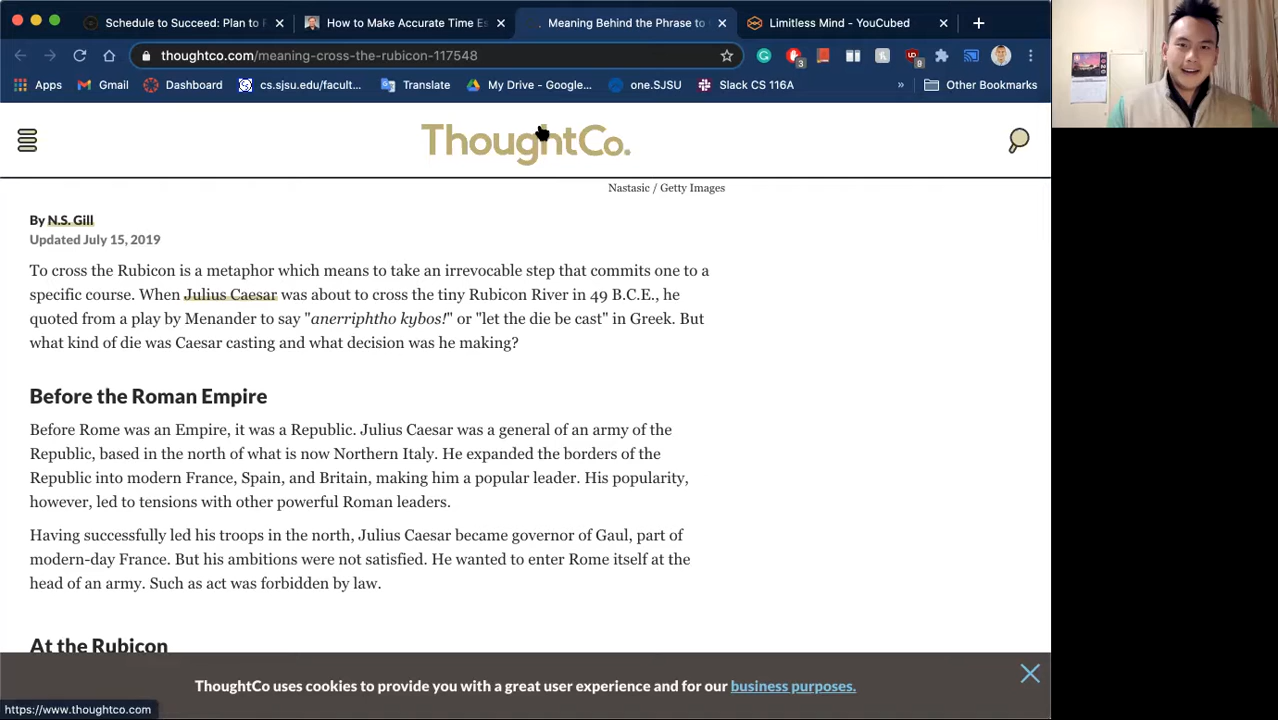 Schedule to Succeed: Plan to
How to Make Accurate Time Es
Meaning Behind the Phrase to
Limitless Mind - YouCubed
thoughtco.com/meaning-cross-the-rubicon-117548
3
9
Apps
Gmail
Dashboard
cs.sjsu.edu/facult...
Translate
My Drive - Google...
one.SJSU
Slack CS 116A
»
Other Bookmarks
ThoughtCo.
Nastasic / Getty Images
By N.S. Gill
Updated July 15, 2019
To cross the Rubicon is a metaphor which means to take an irrevocable step that commits one to a
specific course. When Julius Caesar was about to cross the tiny Rubicon River in 49 B.C.E., he
quoted from a play by Menander to say "anerriphtho kybos!" or "let the die be cast" in Greek. But
what kind of die was Caesar casting and what decision was he making?
Before the Roman Empire
Before Rome was an Empire, it was a Republic. Julius Caesar was a general of an army of the
Republic, based in the north of what is now Northern Italy. He expanded the borders of the
Republic into modern France, Spain, and Britain, making him a popular leader. His popularity,
however, led to tensions with other powerful Roman leaders.
Having successfully led his troops in the north, Julius Caesar became governor of Gaul, part of
modern-day France. But his ambitions were not satisfied. He wanted to enter Rome itself at the
head of an army. Such as act was forbidden by law.
At the Rubicon
ThoughtCo uses cookies to provide you with a great user experience and for our business purposes.
https://www.thoughtco.com